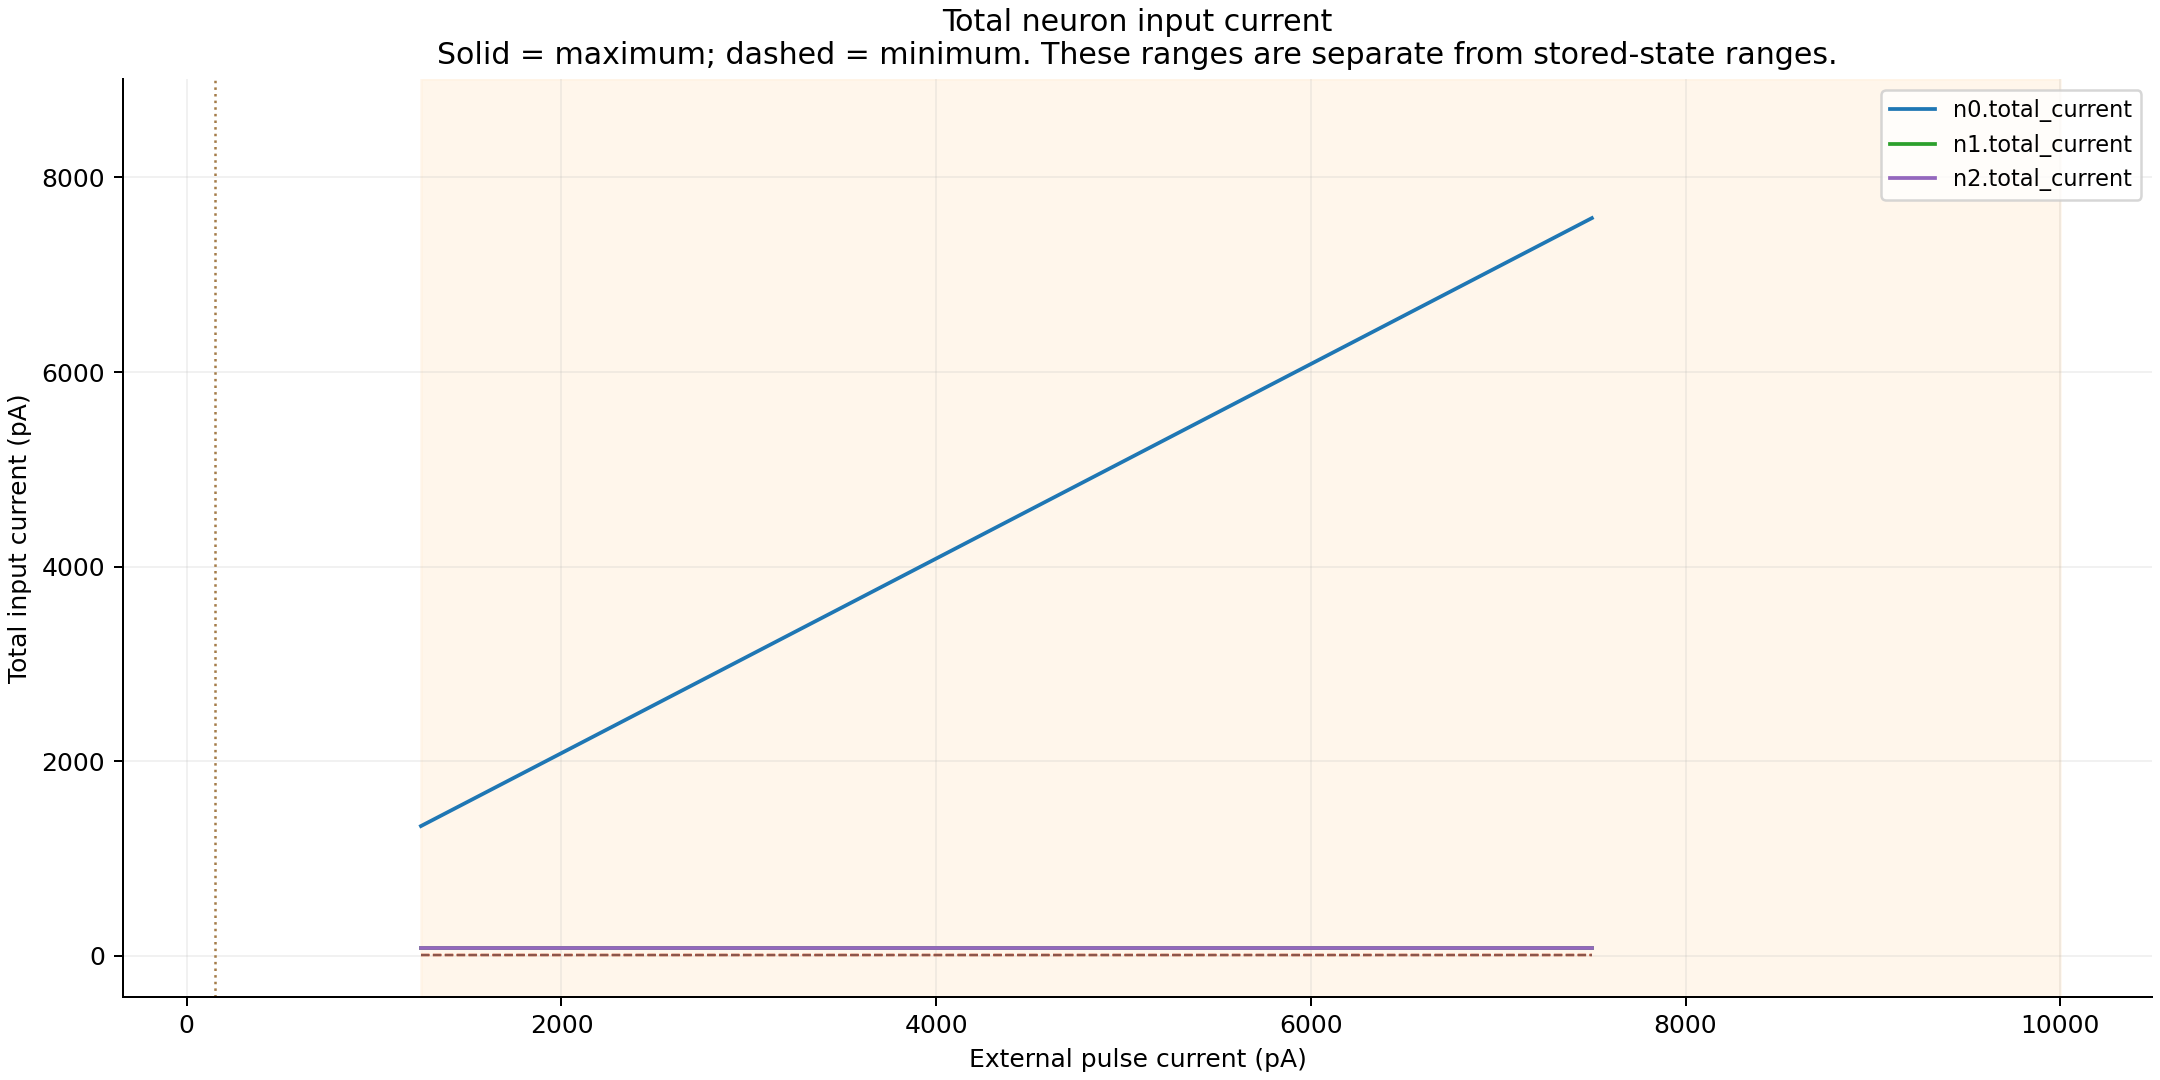 Total neuron input current
Solid = maximum; dashed = minimum. These ranges are separate from stored-state ranges.
n0.total_current
n1.total_current
n2.total_current
8000
6000
4000
2000
0
Total input current (pA)
0 2000 4000 6000 8000 10000
External pulse current (pA)